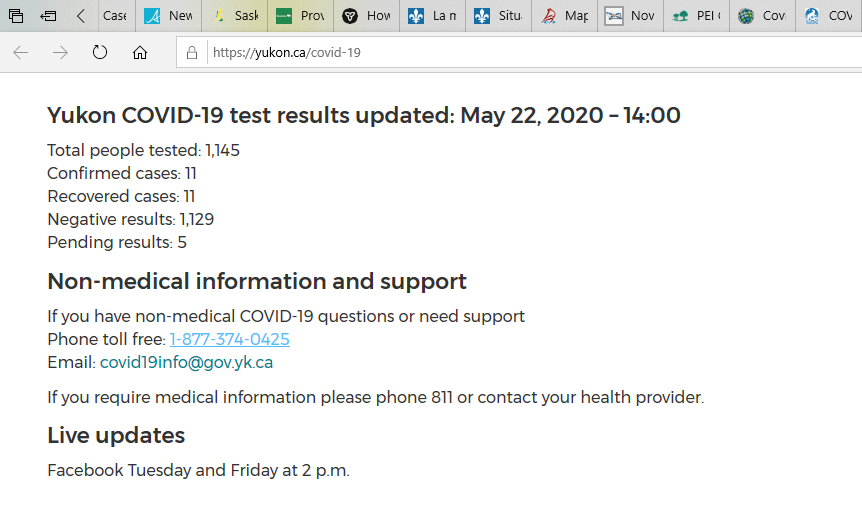 Case
New
Sask
Prov
How
La m
Situ
Map
Nov
PEI
Cov
COV
https://yukon.ca/covid-19
Yukon COVID-19 test results updated: May 22, 2020 – 14:00
Total people tested: 1,145
Confirmed cases: 11
Recovered cases: 11
Negative results: 1,129
Pending results: 5
Non-medical information and support
If you have non-medical COVID-19 questions or need support
Phone toll free: 1-877-374-0425
Email: covid19info@gov.yk.ca
If you require medical information please phone 811 or contact your health provider.
Live updates
Facebook Tuesday and Friday at 2 p.m.